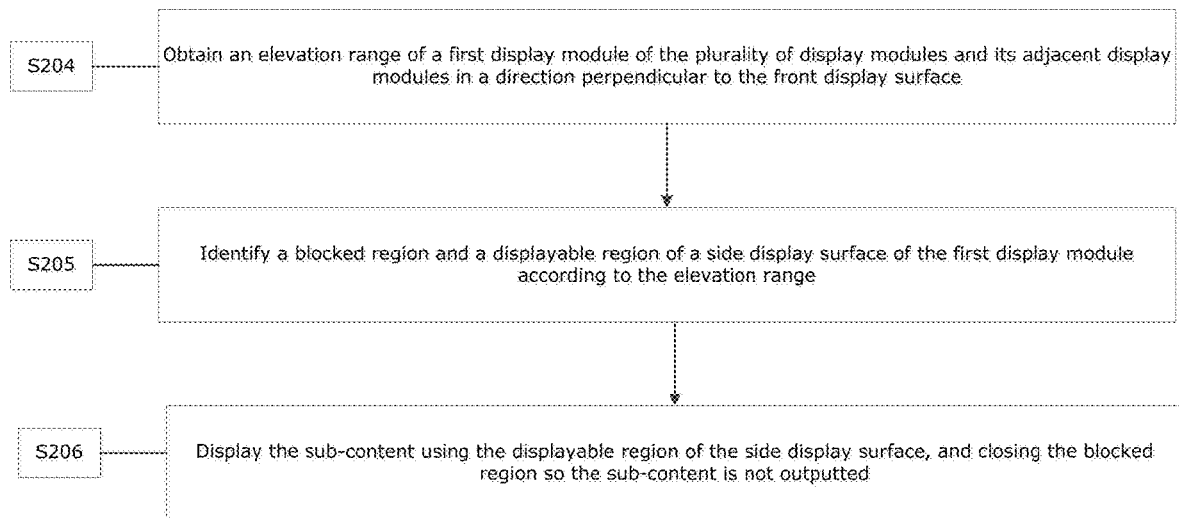 S204
Obtain an elevation range of a first display module of the plurality of display modules and its adjacent display
modules in a direction perpendicular to the front display surface
S205
Identify a blocked region and a displayable region of a side display surface of the first display module
according to the elevation range
S206
Display the sub-content using the displayable region of the side display surface, and closing the blocked
region so the sub-content is not outputted